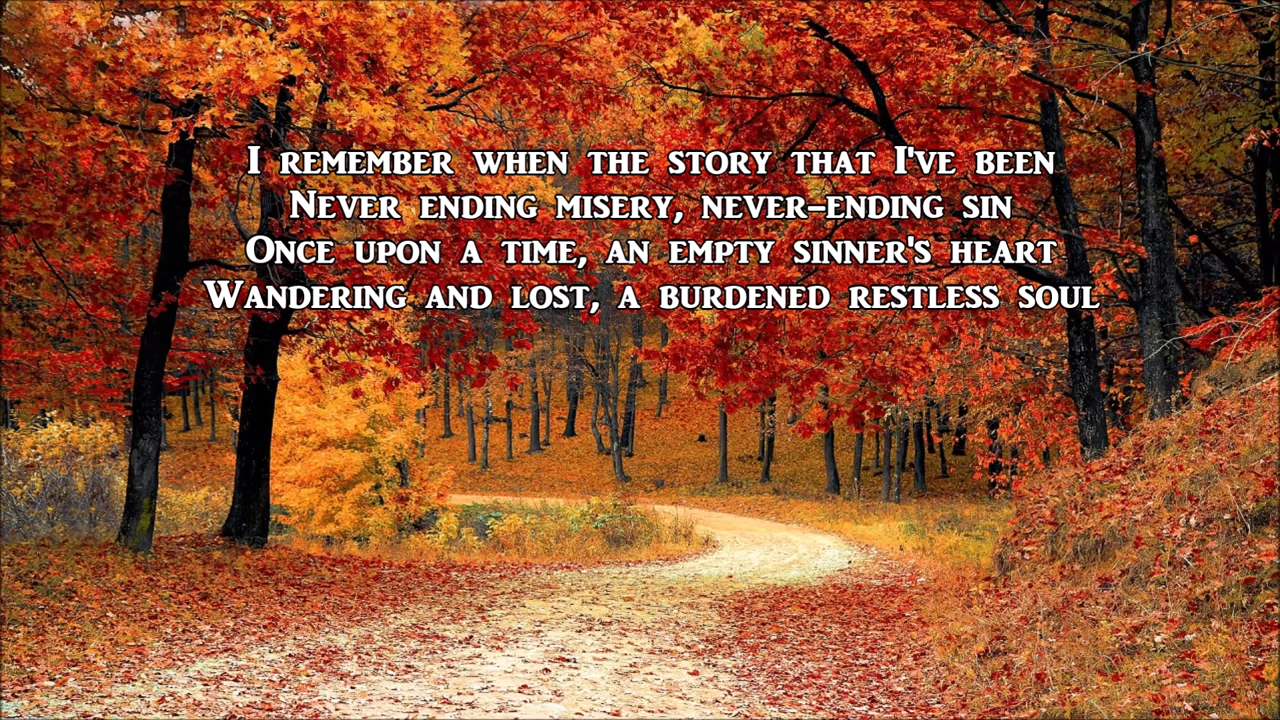 I remember when the story that I've been
Never ending misery, never-ending sin
Once upon a time, an empty sinner's heart
Wandering and lost, a burdened restless soul